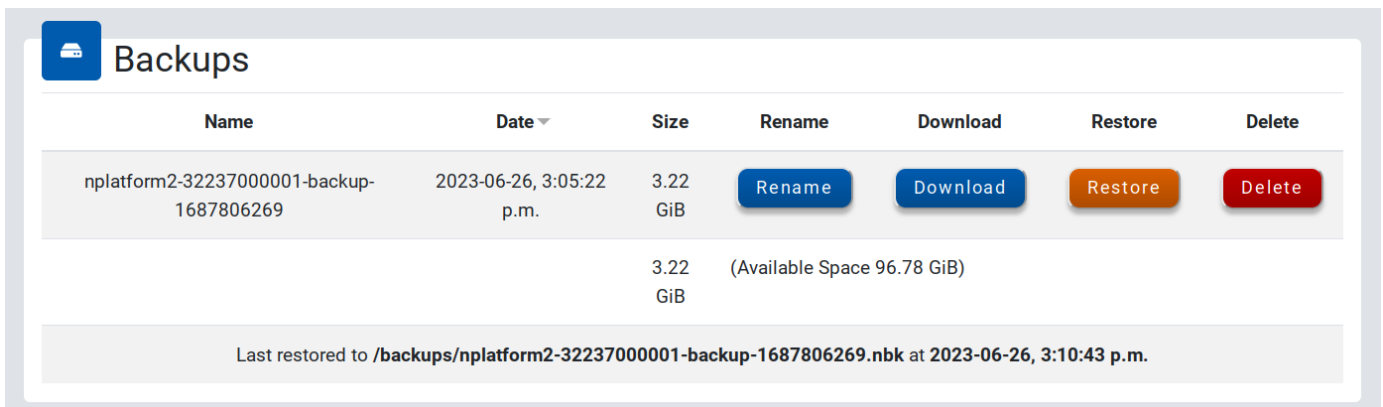 Backups
Name Date Size Rename Download Restore Delete
nplatform2-32237000001-backup- 2023-06-26, 3:05:22 3.22 Rename Download Restore Delete
1687806269 p.m. GiB
3.22 (Available Space 96.78 GiB)
GiB
Last restored to /backups/nplatform2-32237000001-backup-1687806269.nbk at 2023-06-26, 3:10:43 p.m.